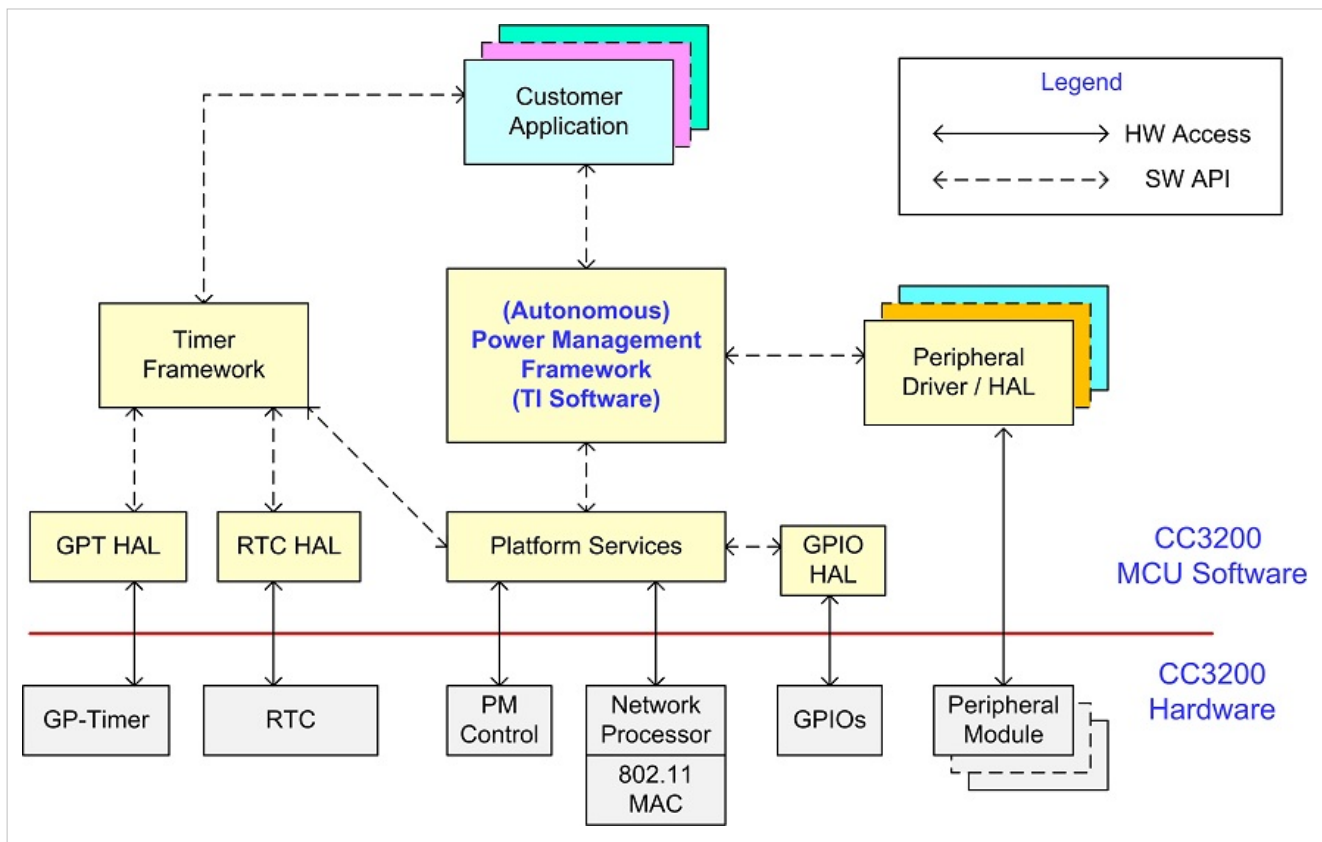 Customer
Application
Legend
HW Access
SW API
Timer
Framework
(Autonomous)
Power Management
Framework
(TI Software)
Peripheral
Driver / HAL
GPT HAL
RTC HAL
Platform Services
GPIO
HAL
CC3200
MCU Software
GP-Timer
RTC
PM
Control
Network
Processor
802.11
MAC
GPIOs
Peripheral
Module
CC3200
Hardware